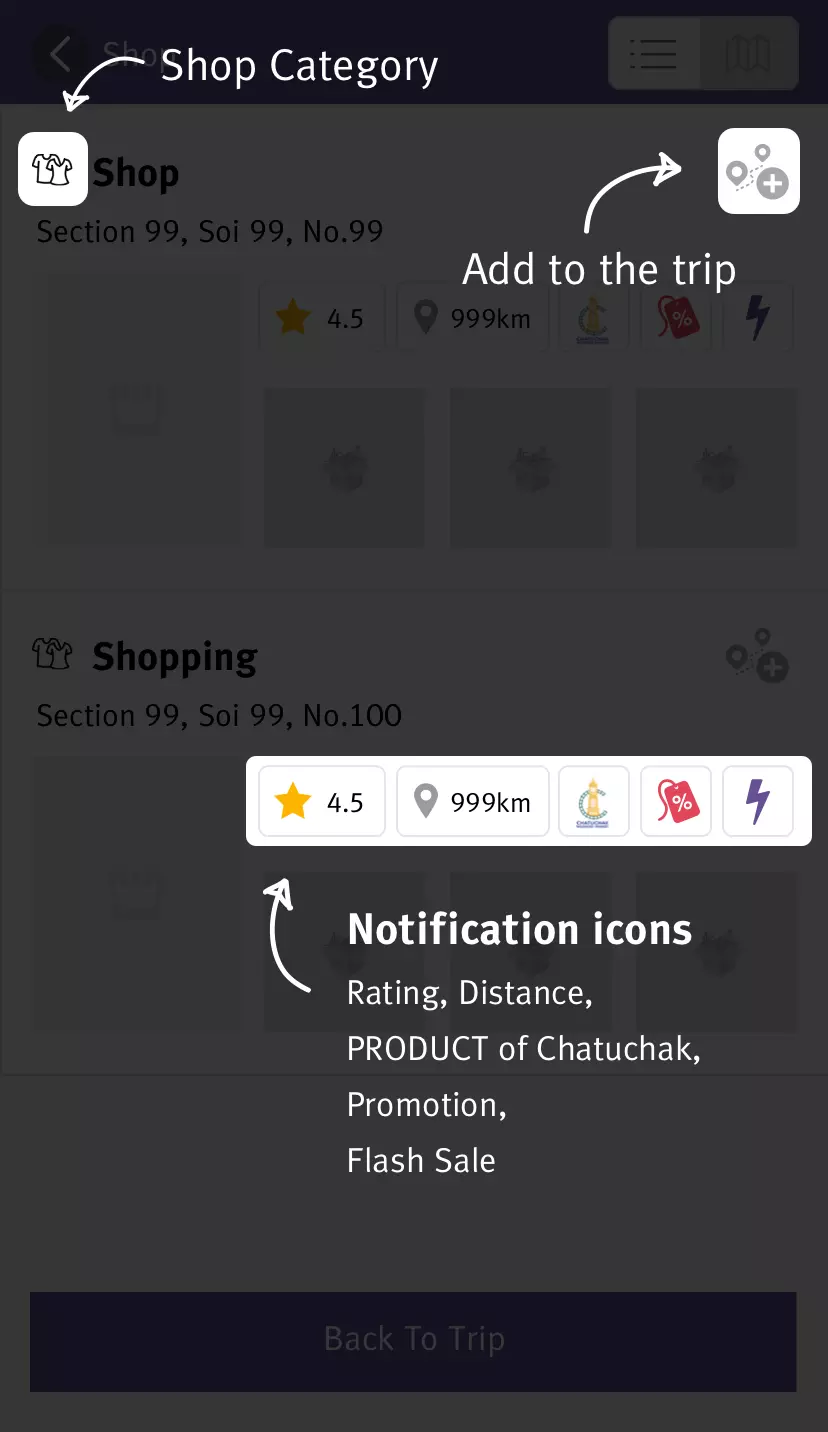 Shop
Shop Category
Shop
Section 99, Soi 99, No.99
Add to the trip
4.5
999km
CHATUCHAK
Shopping
Section 99, Soi 99, No.100
4.5
999km
CHATUCHAK
Notification icons
Rating, Distance,
PRODUCT of Chatuchak,
Promotion,
Flash Sale
Back To Trip